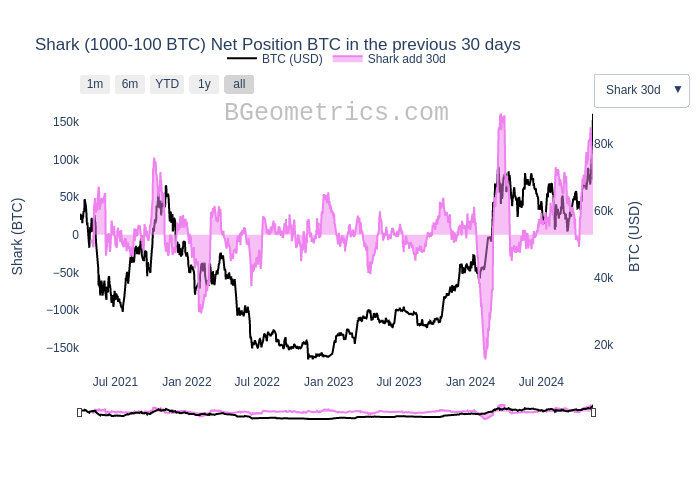 Shark (1000-100 BTC) Net Position BTC in the previous 30 days
BTC (USD) Shark add 30d
1m 6m YTD 1y all
Shark 30d ▼
BGeometrics.com
150k
100k
50k
0
−50k
−100k
−150k
Shark (BTC)
80k
60k
40k
20k
BTC (USD)
Jul 2021 Jan 2022 Jul 2022 Jan 2023 Jul 2023 Jan 2024 Jul 2024